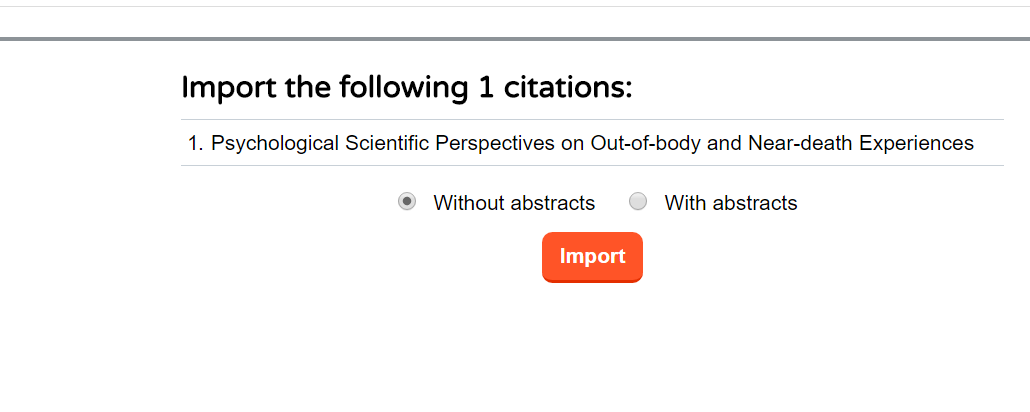 Import the following 1 citations:
1. Psychological Scientific Perspectives on Out-of-body and Near-death Experiences
Without abstracts With abstracts
Import